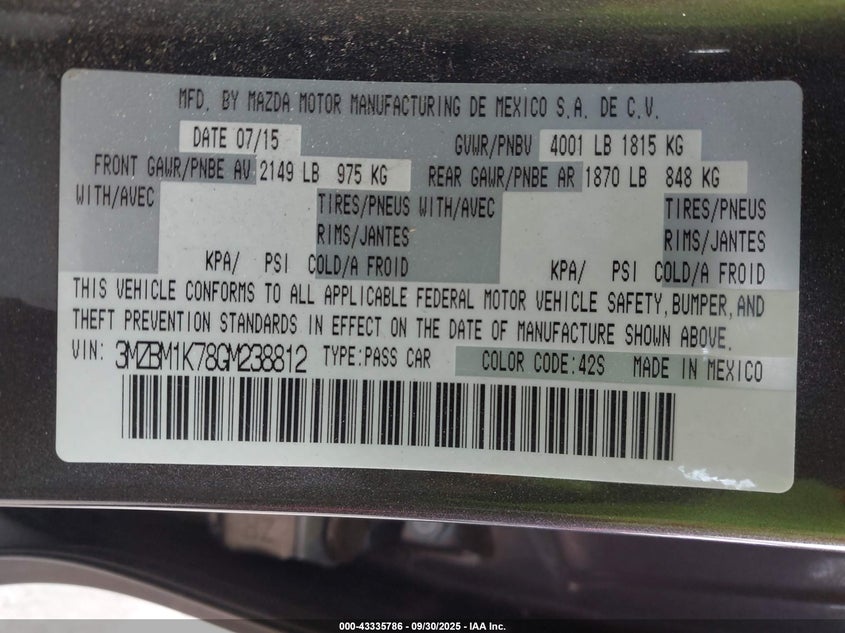 MFD. BY MAZDA MOTOR MANUFACTURING DE MEXICO S.A. DE C.V.
DATE 07/15 GVWR/PNBV 4001 LB 1815 KG
FRONT GAWR/PNBE AV 2149 LB 975 KG REAR GAWR/PNBE AR 1870 LB 848 KG
WITH/AVEC TIRES/PNEUS WITH/AVEC TIRES/PNEUS
RIMS/JANTES RIMS/JANTES
KPA/ PSI COLD/A FROID KPA/ PSI COLD/A FROID
THIS VEHICLE CONFORMS TO ALL APPLICABLE FEDERAL MOTOR VEHICLE SAFETY, BUMPER, AND
THEFT PREVENTION STANDARDS IN EFFECT ON THE DATE OF MANUFACTURE SHOWN ABOVE.
VIN: 3MZBM1K78GM238812 TYPE:PASS CAR COLOR CODE:42S MADE IN MEXICO
000-43335786 - 09/30/2025 - IAA Inc.